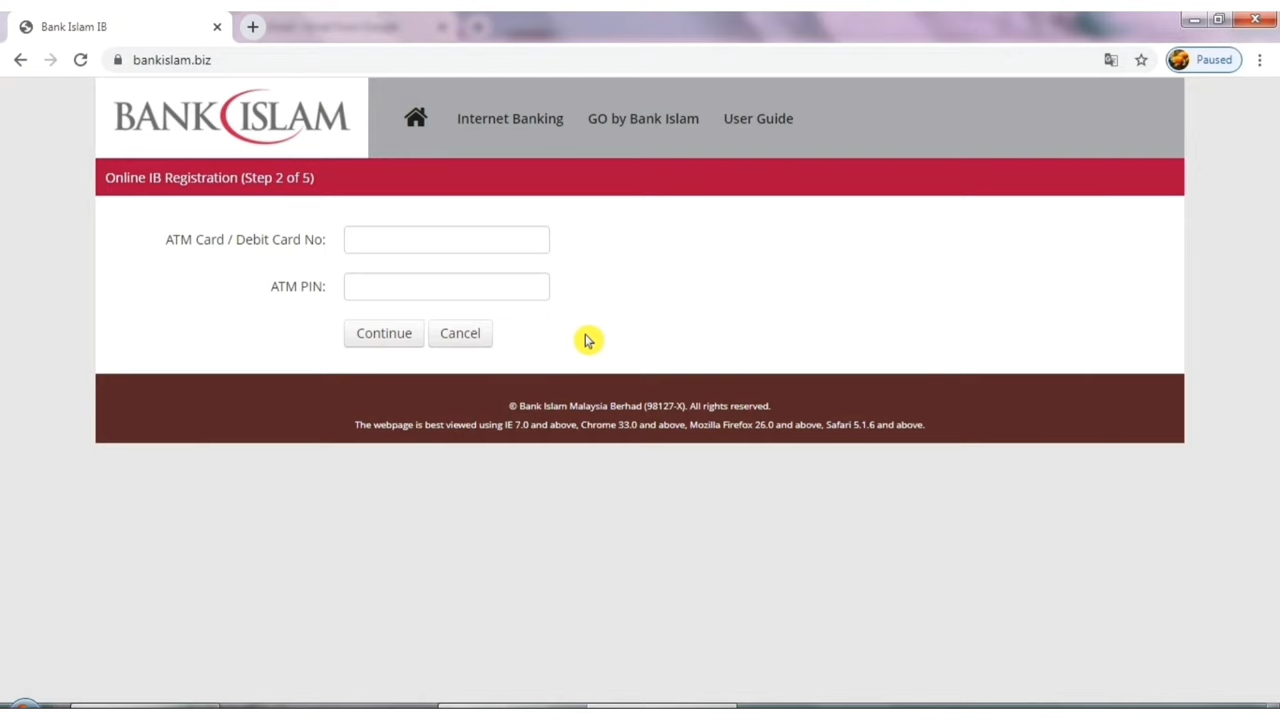 Bank Islam IB
bankislam.biz
Paused
BANK ISLAM
Internet Banking
GO by Bank Islam
User Guide
Online IB Registration (Step 2 of 5)
ATM Card / Debit Card No:
ATM PIN:
Continue
Cancel
© Bank Islam Malaysia Berhad (98127-X). All rights reserved.
The webpage is best viewed using IE 7.0 and above, Chrome 33.0 and above, Mozilla Firefox 26.0 and above, Safari 5.1.6 and above.